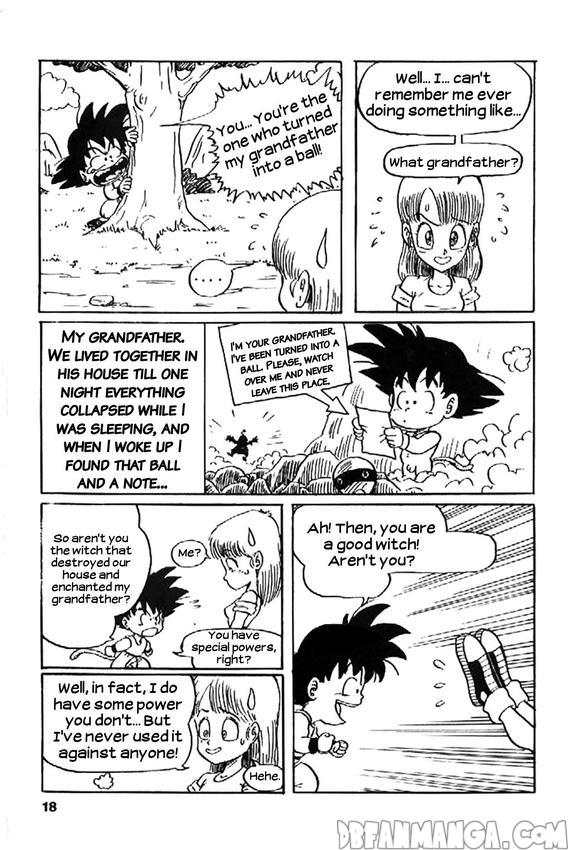 You... You're the
one who turned
my grandfather
into a ball!
....
Well... I... can't
remember me ever
doing something like...
What grandfather?
MY GRANDFATHER.
WE LIVED TOGETHER IN
HIS HOUSE TILL ONE
NIGHT EVERYTHING
COLLAPSED WHILE I
WAS SLEEPING, AND
WHEN I WOKE UP I
FOUND THAT BALL
AND A NOTE...
I'M YOUR GRANDFATHER.
I'VE BEEN TURNED INTO A
BALL. PLEASE, WATCH
OVER ME AND NEVER
LEAVE THIS PLACE.
So aren't you
the witch that
destroyed our
house and
enchanted my
grandfather?
Me?
You have
special powers,
right?
Ah! Then, you are
a good witch!
Aren't you?
Well, in fact, I do
have some power
you don't... But
I've never used it
against anyone!
Hehe.
18
DBFANMANGA.COM